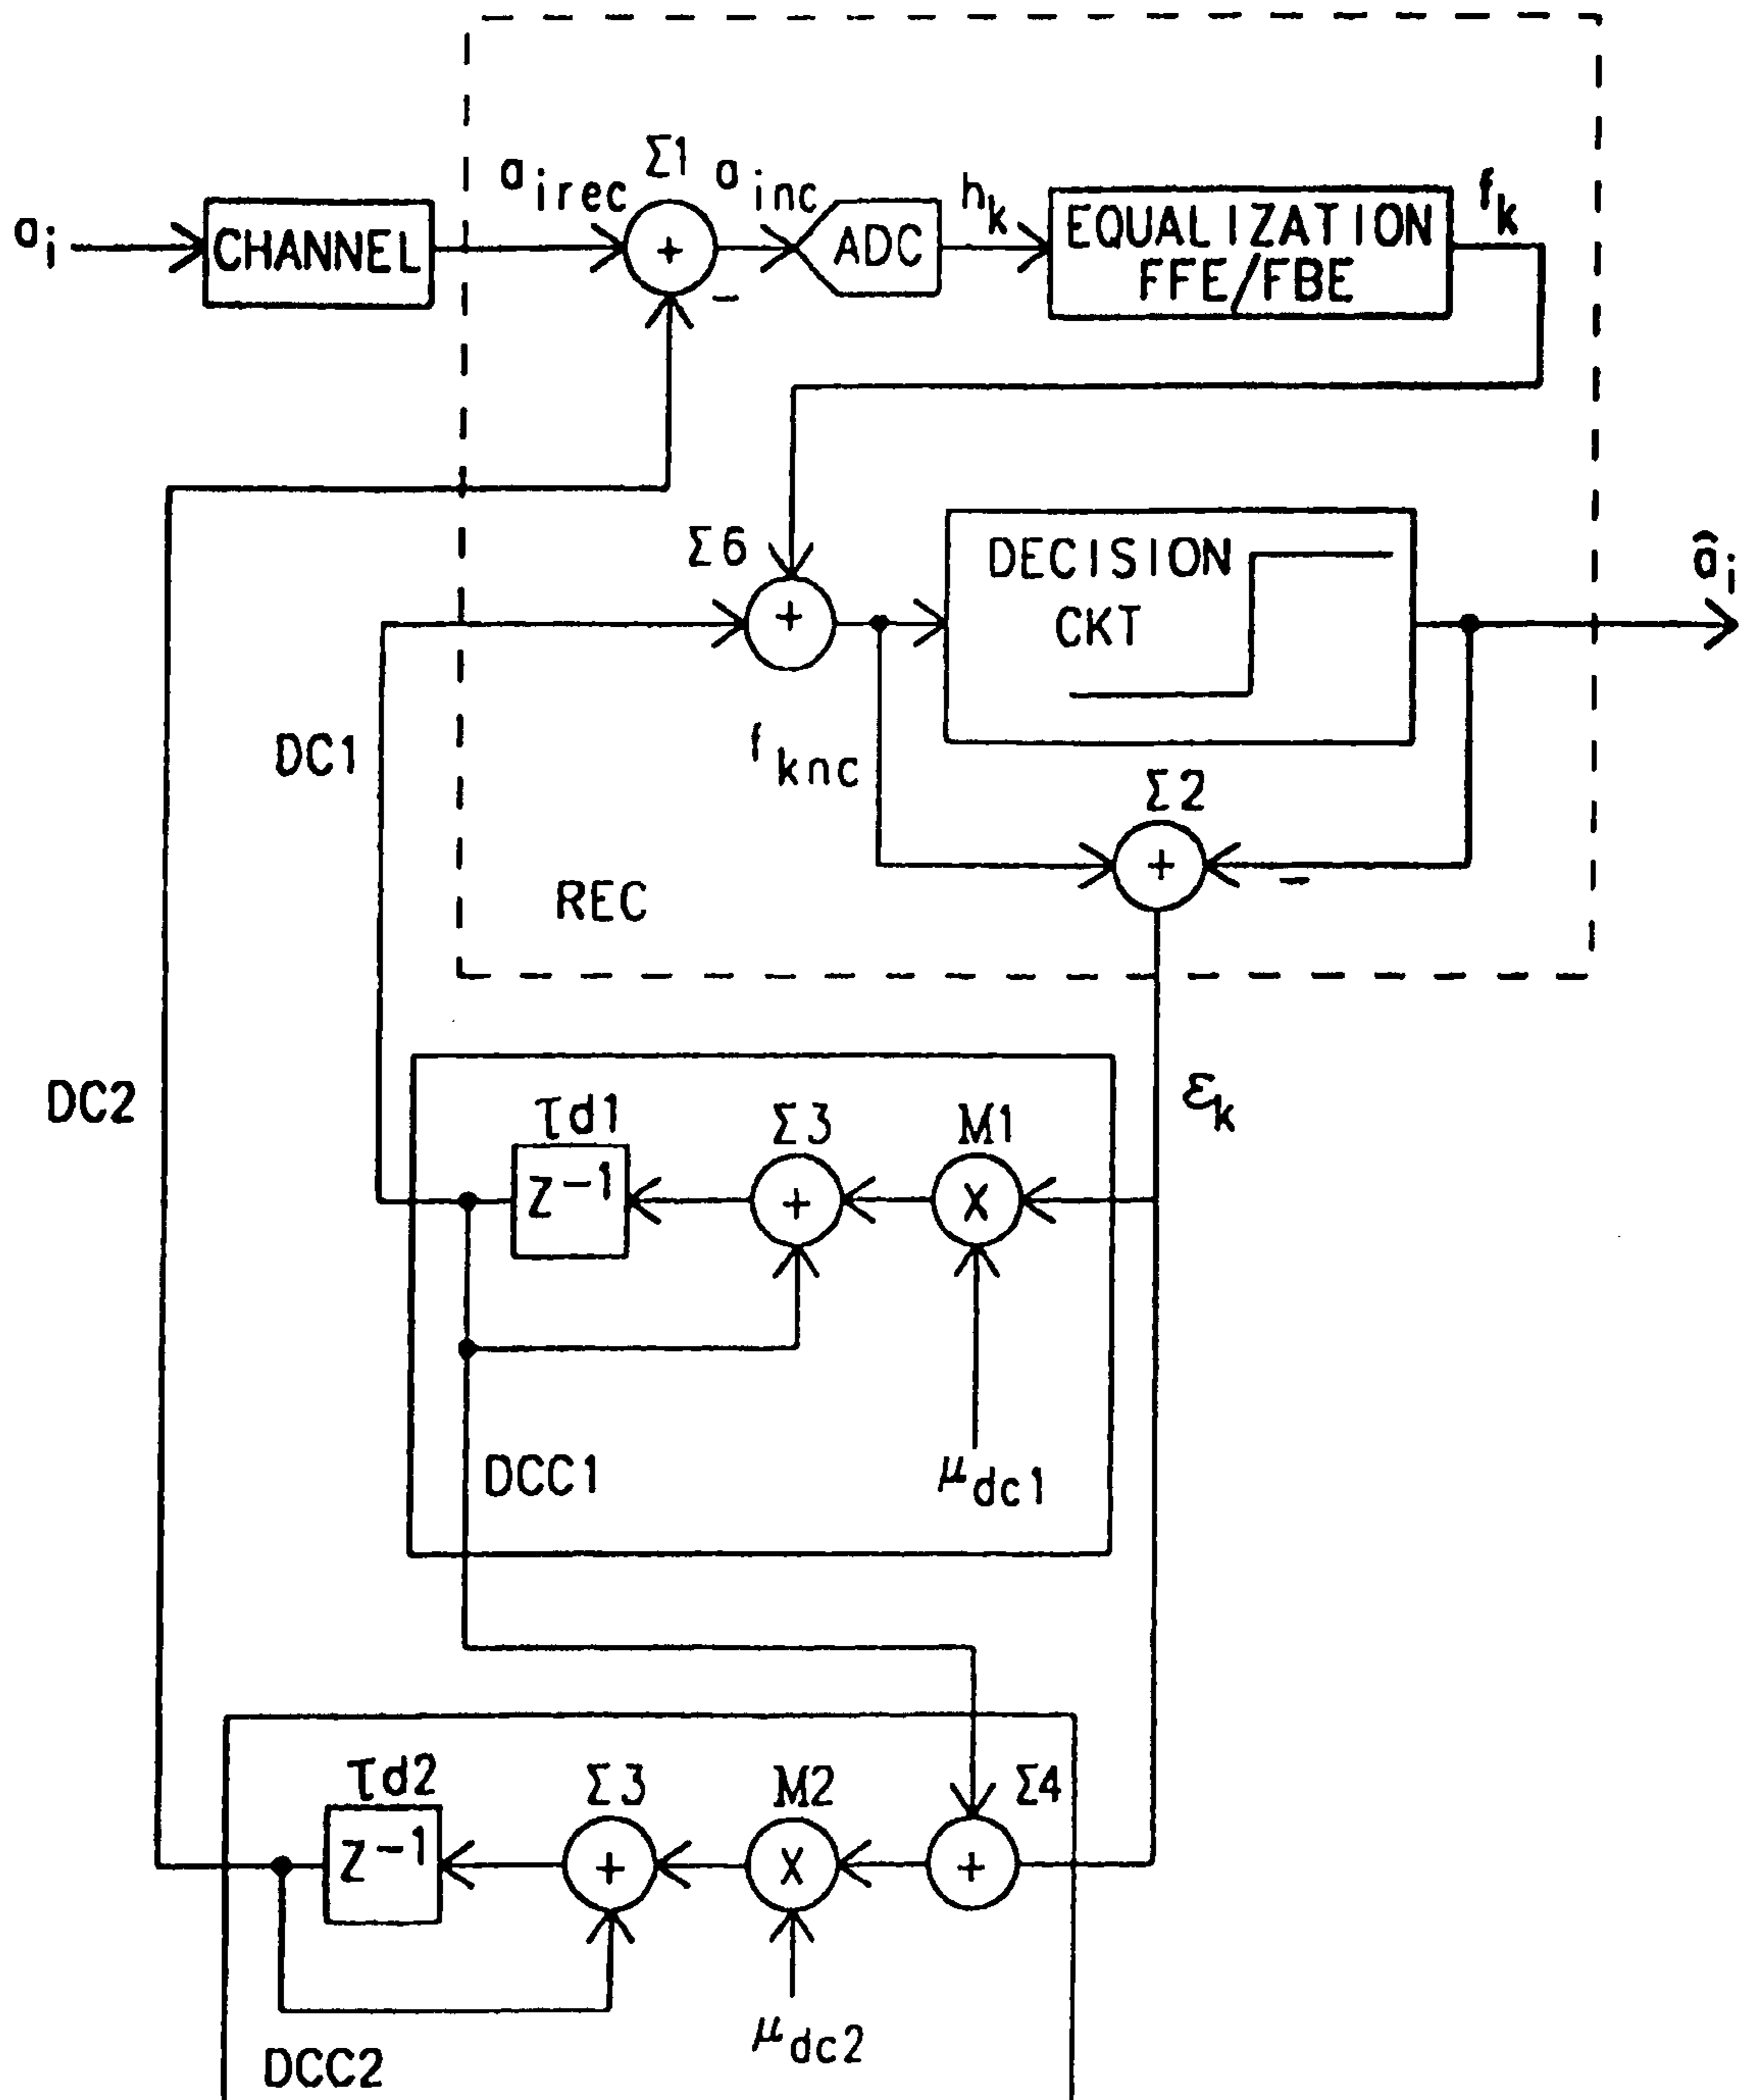 a_i
CHANNEL
a_irec
Σ1
a_inc
ADC
h_k
EQUALIZATION
FFE/FBE
f_k
Σ6
+
-
DECISION
CKT
â_i
DC1
f_knc
Σ2
+
-
REC
DC2
ε_k
τd1
Z⁻¹
Σ3
+
M1
X
DCC1
μ_dc1
τd2
Z⁻¹
Σ3
+
M2
X
Σ4
+
μ_dc2
DCC2